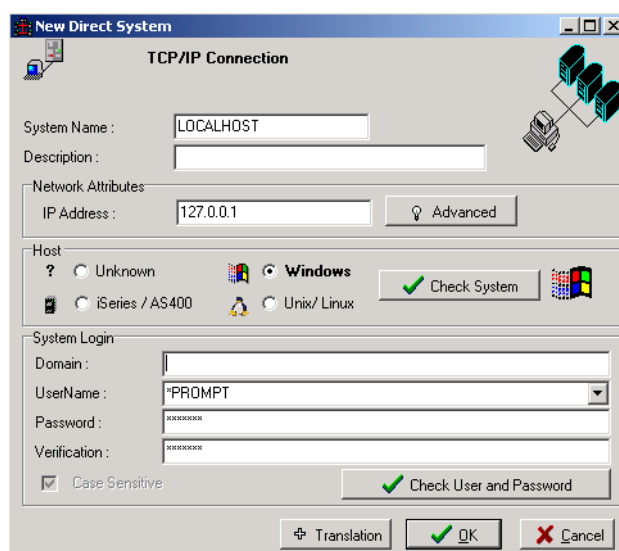 New Direct System
TCP/IP Connection
System Name : LOCALHOST
Description :
Network Attributes
IP Address : 127.0.0.1 Advanced
Host
? Unknown Windows
Check System
iSeries / AS400 Unix/ Linux
System Login
Domain :
UserName : *PROMPT
Password : *******
Verification : *******
Case Sensitive Check User and Password
Translation OK Cancel